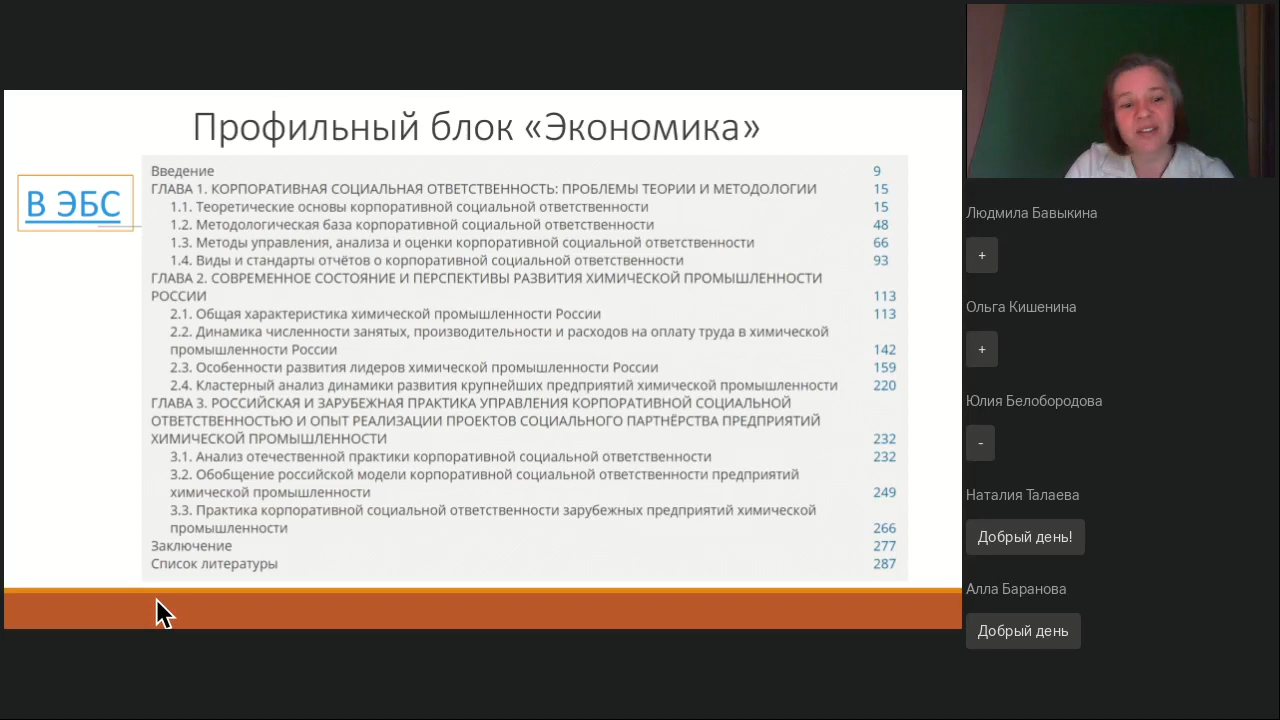 Профильный блок «Экономика»
В ЭБС
Введение 9
ГЛАВА 1. КОРПОРАТИВНАЯ СОЦИАЛЬНАЯ ОТВЕТСТВЕННОСТЬ: ПРОБЛЕМЫ ТЕОРИИ И МЕТОДОЛОГИИ 15
1.1. Теоретические основы корпоративной социальной ответственности 15
1.2. Методологическая база корпоративной социальной ответственности 48
1.3. Методы управления, анализа и оценки корпоративной социальной ответственности 66
1.4. Виды и стандарты отчётов о корпоративной социальной ответственности 93
ГЛАВА 2. СОВРЕМЕННОЕ СОСТОЯНИЕ И ПЕРСПЕКТИВЫ РАЗВИТИЯ ХИМИЧЕСКОЙ ПРОМЫШЛЕННОСТИ
РОССИИ 113
2.1. Общая характеристика химической промышленности России 113
2.2. Динамика численности занятых, производительности и расходов на оплату труда в химической
промышленности России 142
2.3. Особенности развития лидеров химической промышленности России 159
2.4. Кластерный анализ динамики развития крупнейших предприятий химической промышленности 220
ГЛАВА 3. РОССИЙСКАЯ И ЗАРУБЕЖНАЯ ПРАКТИКА УПРАВЛЕНИЯ КОРПОРАТИВНОЙ СОЦИАЛЬНОЙ
ОТВЕТСТВЕННОСТЬЮ И ОПЫТ РЕАЛИЗАЦИИ ПРОЕКТОВ СОЦИАЛЬНОГО ПАРТНЁРСТВА ПРЕДПРИЯТИЙ
ХИМИЧЕСКОЙ ПРОМЫШЛЕННОСТИ 232
3.1. Анализ отечественной практики корпоративной социальной ответственности 232
3.2. Обобщение российской модели корпоративной социальной ответственности предприятий
химической промышленности 249
3.3. Практика корпоративной социальной ответственности зарубежных предприятий химической
промышленности 266
Заключение 277
Список литературы 287
Людмила Бавыкина
+
Ольга Кишенина
+
Юлия Белобородова
-
Наталия Талаева
Добрый день!
Алла Баранова
Добрый день